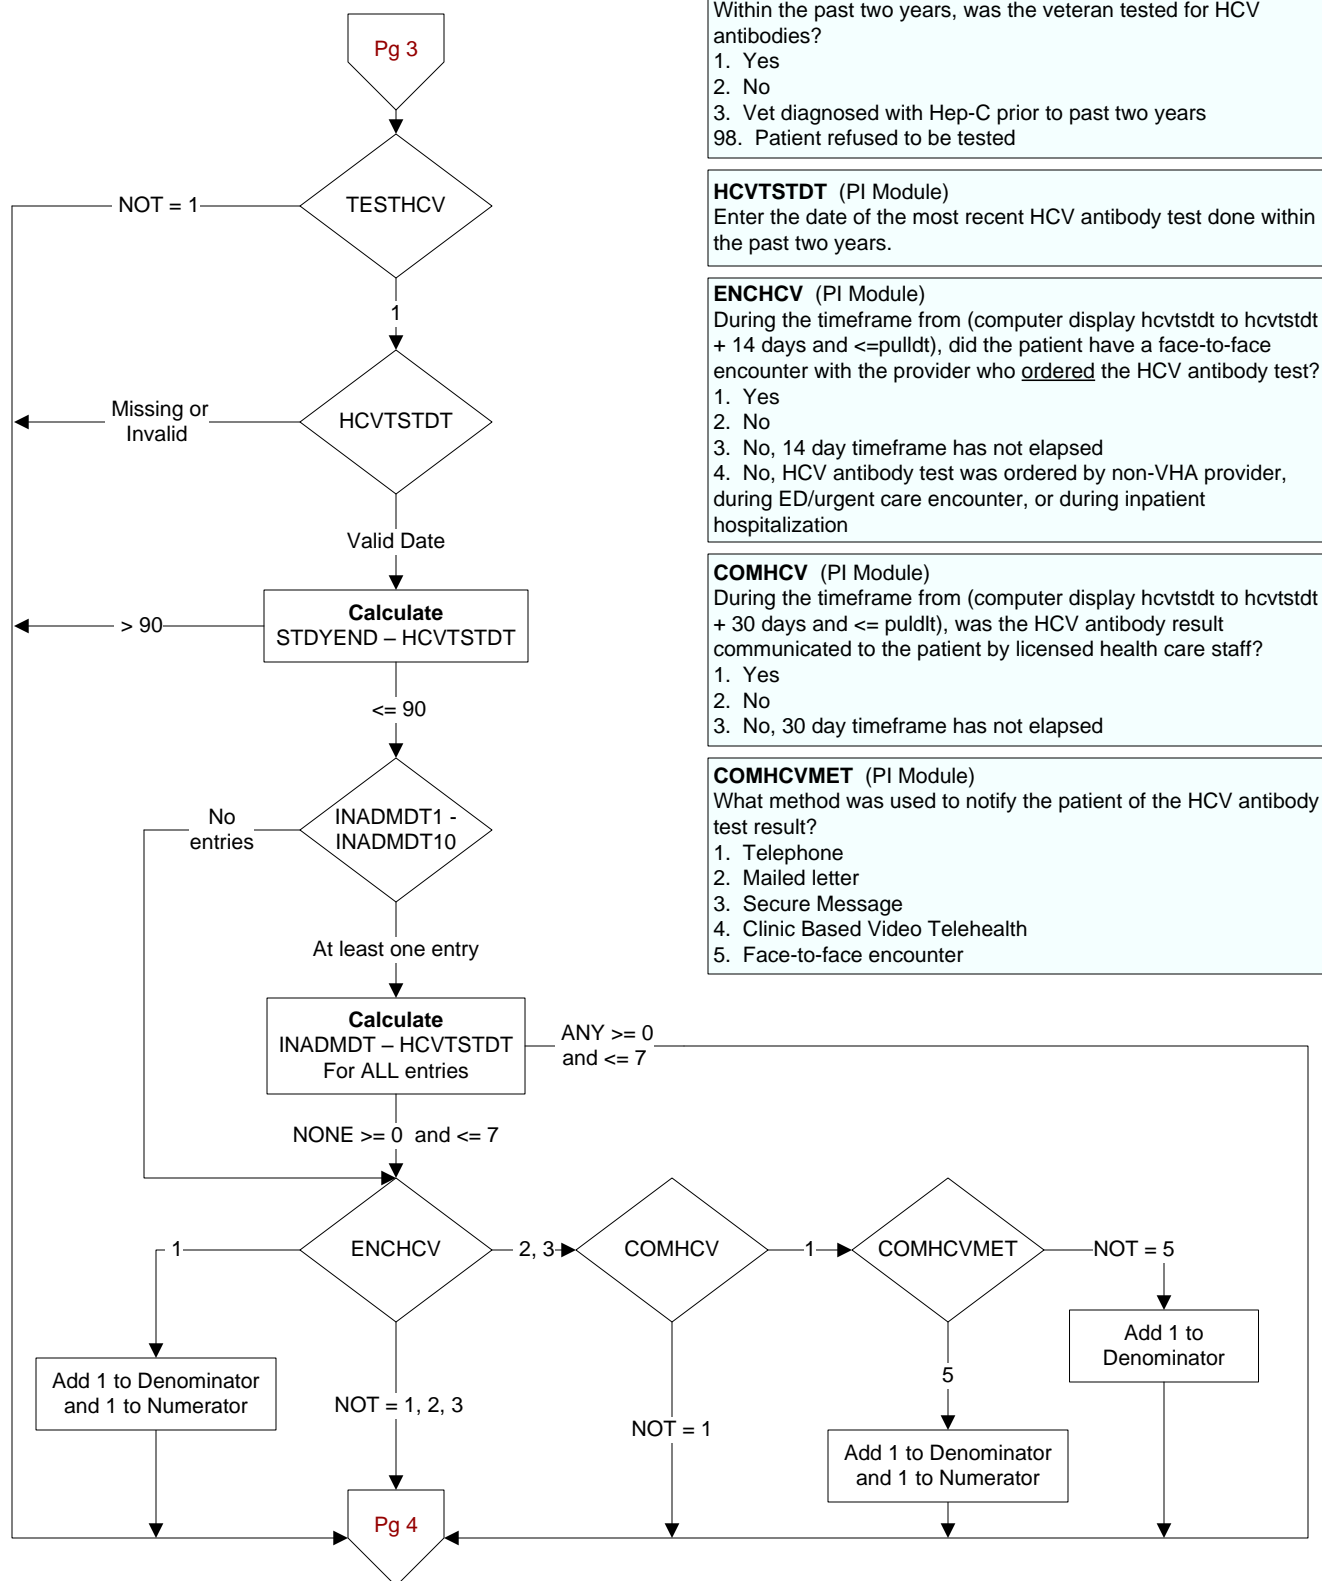 Pg 3
TESTHCV
NOT = 1
1
HCVTSTDT
Missing or
Invalid
Valid Date
Calculate
STDYEND – HCVTSTDT
> 90
<= 90
INADMDT1 -
INADMDT10
No
entries
At least one entry
Calculate
INADMDT – HCVTSTDT
For ALL entries
ANY >= 0
and <= 7
NONE >= 0 and <= 7
ENCHCV
1
2, 3
COMHCV
1
COMHCVMET
NOT = 5
Add 1 to
Denominator
5
Add 1 to Denominator
and 1 to Numerator
NOT = 1, 2, 3
NOT = 1
Add 1 to Denominator
and 1 to Numerator
Pg 4
Within the past two years, was the veteran tested for HCV
antibodies?
1. Yes
2. No
3. Vet diagnosed with Hep-C prior to past two years
98. Patient refused to be tested
HCVTSTDT (PI Module)
Enter the date of the most recent HCV antibody test done within
the past two years.
ENCHCV (PI Module)
During the timeframe from (computer display hcvtstdt to hcvtstdt
+ 14 days and <=pulldt), did the patient have a face-to-face
encounter with the provider who ordered the HCV antibody test?
1. Yes
2. No
3. No, 14 day timeframe has not elapsed
4. No, HCV antibody test was ordered by non-VHA provider,
during ED/urgent care encounter, or during inpatient
hospitalization
COMHCV (PI Module)
During the timeframe from (computer display hcvtstdt to hcvtstdt
+ 30 days and <= puldlt), was the HCV antibody result
communicated to the patient by licensed health care staff?
1. Yes
2. No
3. No, 30 day timeframe has not elapsed
COMHCVMET (PI Module)
What method was used to notify the patient of the HCV antibody
test result?
1. Telephone
2. Mailed letter
3. Secure Message
4. Clinic Based Video Telehealth
5. Face-to-face encounter